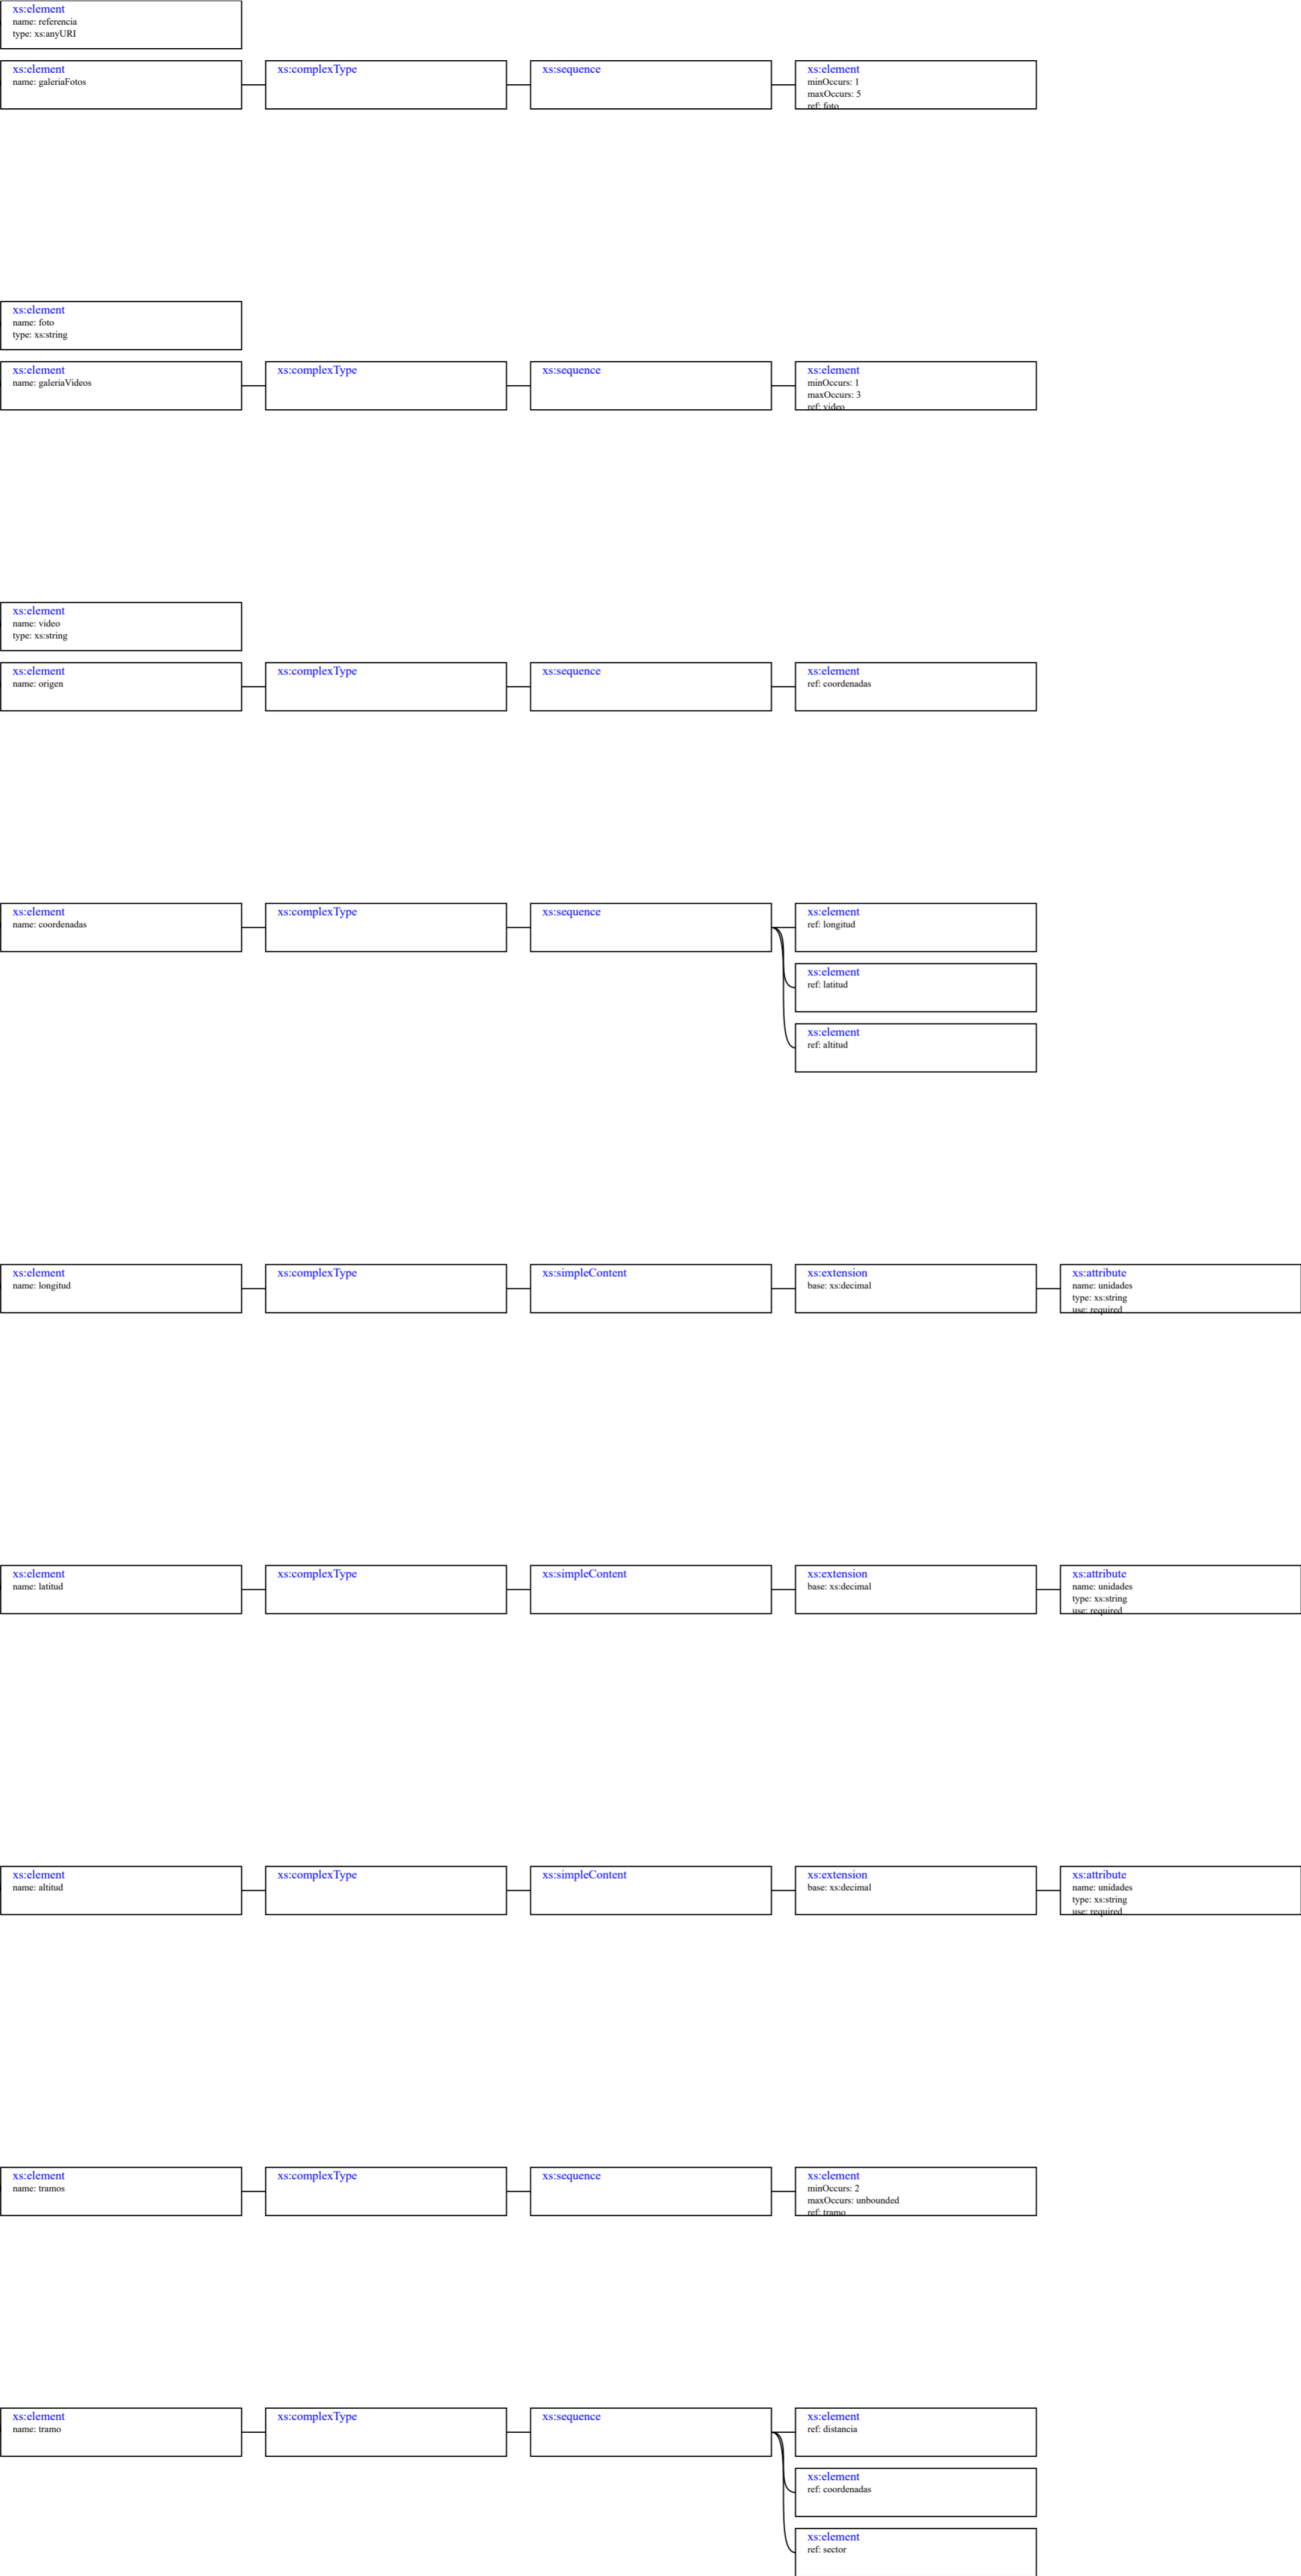 xs:element
name: referencia
type: xs:anyURI
xs:element
name: galeriaFotos
xs:complexType
xs:sequence
xs:element
minOccurs: 1
maxOccurs: 5
ref: foto
xs:element
name: foto
type: xs:string
xs:element
name: galeriaVideos
xs:complexType
xs:sequence
xs:element
minOccurs: 1
maxOccurs: 3
ref: video
xs:element
name: video
type: xs:string
xs:element
name: origen
xs:complexType
xs:sequence
xs:element
ref: coordenadas
xs:element
name: coordenadas
xs:complexType
xs:sequence
xs:element
ref: longitud
xs:element
ref: latitud
xs:element
ref: altitud
xs:element
name: longitud
xs:complexType
xs:simpleContent
xs:extension
base: xs:decimal
xs:attribute
name: unidades
type: xs:string
use: required
xs:element
name: latitud
xs:complexType
xs:simpleContent
xs:extension
base: xs:decimal
xs:attribute
name: unidades
type: xs:string
use: required
xs:element
name: altitud
xs:complexType
xs:simpleContent
xs:extension
base: xs:decimal
xs:attribute
name: unidades
type: xs:string
use: required
xs:element
name: tramos
xs:complexType
xs:sequence
xs:element
minOccurs: 2
maxOccurs: unbounded
ref: tramo
xs:element
name: tramo
xs:complexType
xs:sequence
xs:element
ref: distancia
xs:element
ref: coordenadas
xs:element
ref: sector